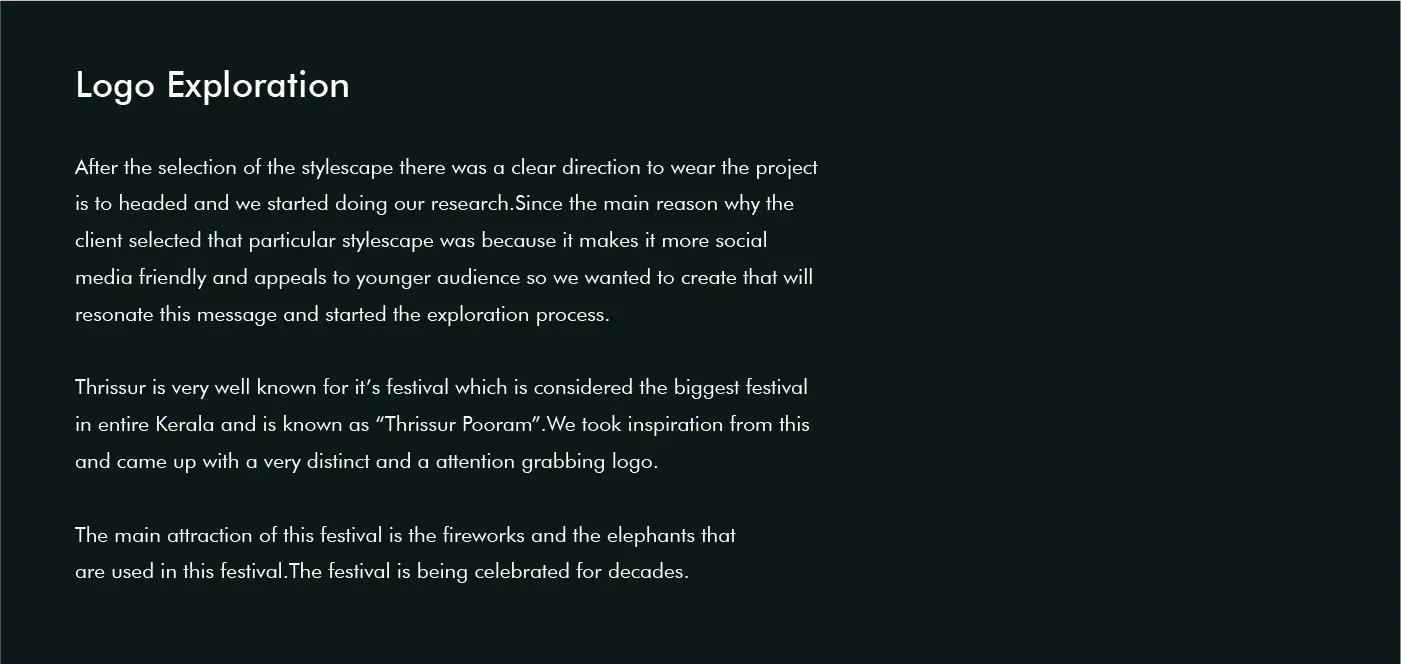 Logo Exploration
After the selection of the stylescape there was a clear direction to wear the project
is to headed and we started doing our research.Since the main reason why the
client selected that particular stylescape was because it makes it more social
media friendly and appeals to younger audience so we wanted to create that will
resonate this message and started the exploration process.
Thrissur is very well known for it’s festival which is considered the biggest festival
in entire Kerala and is known as “Thrissur Pooram”.We took inspiration from this
and came up with a very distinct and a attention grabbing logo.
The main attraction of this festival is the fireworks and the elephants that
are used in this festival.The festival is being celebrated for decades.